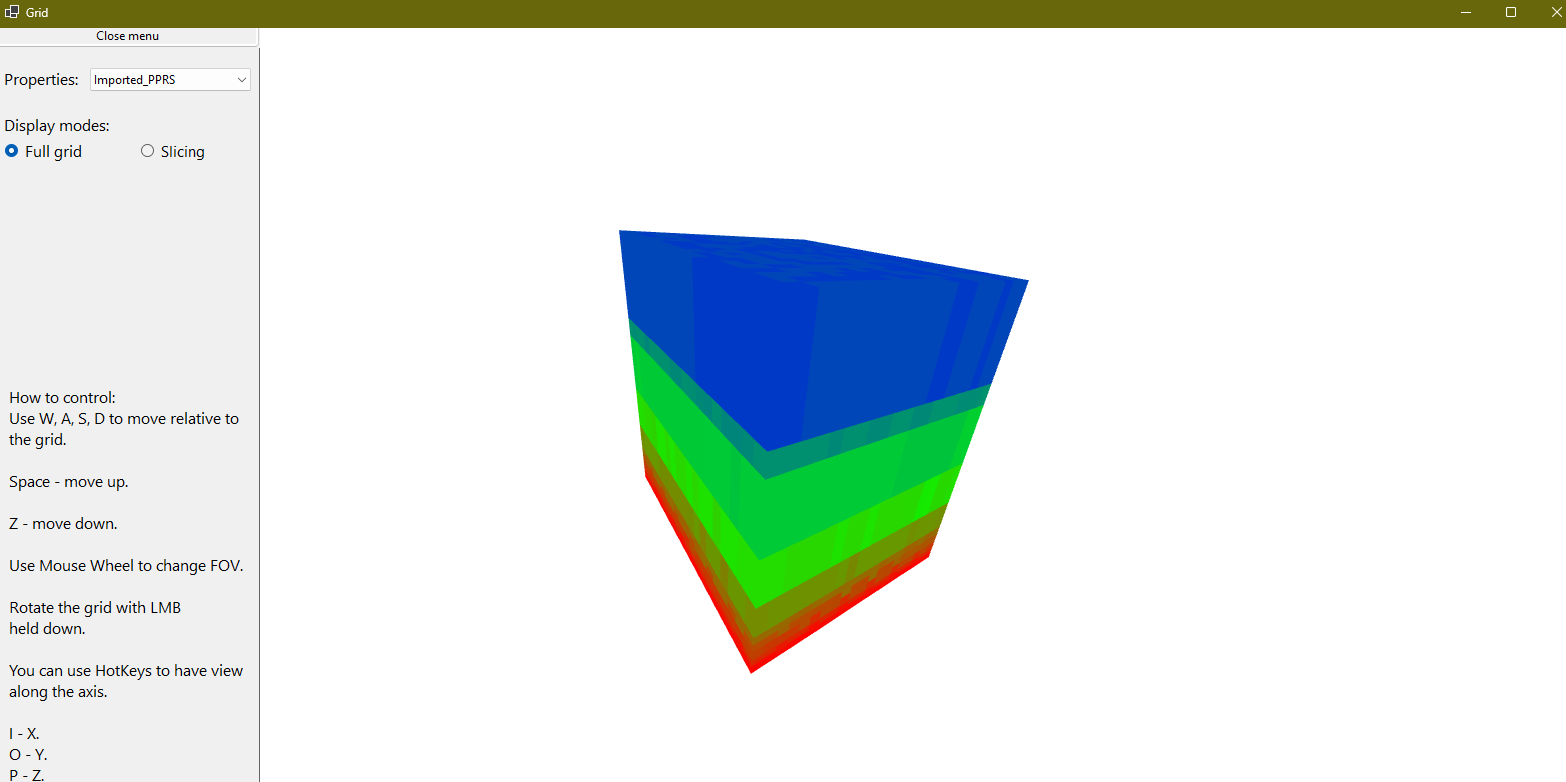 Grid
Close menu
Properties: Imported_PPRS
Display modes:
Full grid Slicing
How to control:
Use W, A, S, D to move relative to
the grid.
Space - move up.
Z - move down.
Use Mouse Wheel to change FOV.
Rotate the grid with LMB
held down.
You can use HotKeys to have view
along the axis.
I - X.
O - Y.
P - Z.